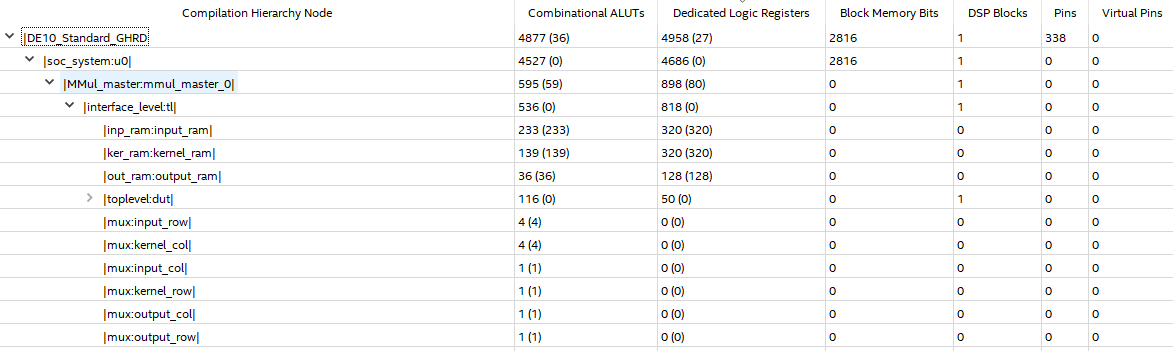 Compilation Hierarchy Node Combinational ALUTs Dedicated Logic Registers Block Memory Bits DSP Blocks Pins Virtual Pins
|DE10_Standard_GHRD 4877 (36) 4958 (27) 2816 1 338 0
|soc_system:u0| 4527 (0) 4686 (0) 2816 1 0 0
|MMul_master:mmul_master_0| 595 (59) 898 (80) 0 1 0 0
|interface_level:tl| 536 (0) 818 (0) 0 1 0 0
|inp_ram:input_ram| 233 (233) 320 (320) 0 0 0 0
|ker_ram:kernel_ram| 139 (139) 320 (320) 0 0 0 0
|out_ram:output_ram| 36 (36) 128 (128) 0 0 0 0
|toplevel:dut| 116 (0) 50 (0) 0 1 0 0
|mux:input_row| 4 (4) 0 (0) 0 0 0 0
|mux:kernel_col| 4 (4) 0 (0) 0 0 0 0
|mux:input_col| 1 (1) 0 (0) 0 0 0 0
|mux:kernel_row| 1 (1) 0 (0) 0 0 0 0
|mux:output_col| 1 (1) 0 (0) 0 0 0 0
|mux:output_row| 1 (1) 0 (0) 0 0 0 0